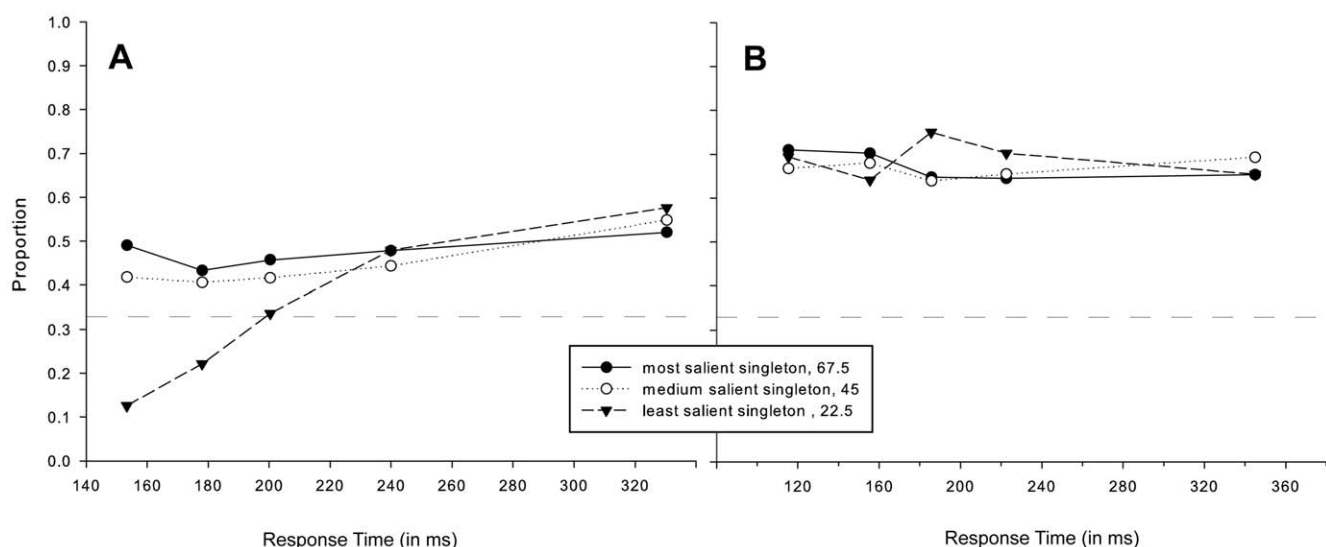 A
B
Proportion
1.0
0.9
0.8
0.7
0.6
0.5
0.4
0.3
0.2
0.1
0.0
most salient singleton, 67.5
medium salient singleton, 45
least salient singleton , 22.5
140 160 180 200 220 240 260 280 300 320
120 160 200 240 280 320 360
Response Time (in ms)
Response Time (in ms)